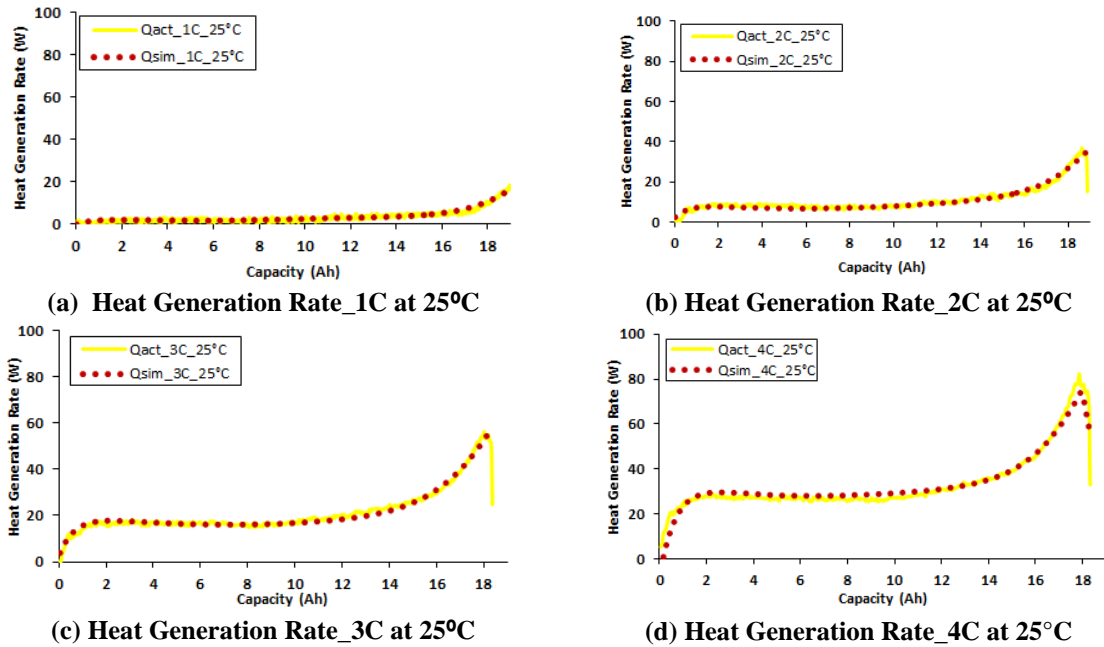 Heat Generation Rate (W)
100
80
60
40
20
0
Qact_1C_25°C
Qsim_1C_25°C
0 2 4 6 8 10 12 14 16 18
Capacity (Ah)
(a) Heat Generation Rate_1C at 25⁰C
Heat Generation Rate (W)
100
80
60
40
20
0
Qact_2C_25°C
Qsim_2C_25°C
0 2 4 6 8 10 12 14 16 18
Capacity (Ah)
(b) Heat Generation Rate_2C at 25⁰C
Heat Generation Rate (W)
100
80
60
40
20
0
Qact_3C_25°C
Qsim_3C_25°C
0 2 4 6 8 10 12 14 16 18
Capacity (Ah)
(c) Heat Generation Rate_3C at 25⁰C
Heat Generation Rate (W)
100
80
60
40
20
0
Qact_4C_25°C
Qsim_4C_25°C
0 2 4 6 8 10 12 14 16 18
Capacity (Ah)
(d) Heat Generation Rate_4C at 25°C